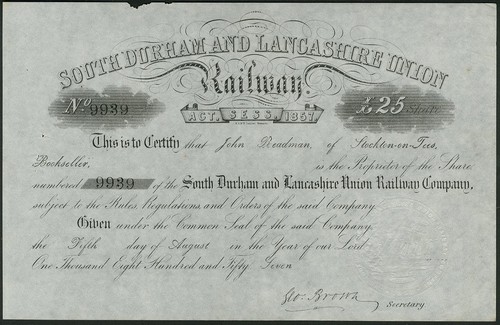 SOUTH DURHAM AND LANCASHIRE UNION
Railway.
No 9939
ACT. SESS. 1857
£25 Share
This is to Certify that John Readman, of Stockton-on-Tees,
Bookseller, is the Proprietor of the Share
numbered 9939 of the South Durham and Lancashire Union Railway Company,
subject to the Rules, Regulations, and Orders of the said Company.
Given under the Common Seal of the said Company,
the Fifth day of August in the Year of our Lord
One Thousand Eight Hundred and Fifty Seven
Geo. Brown
Secretary